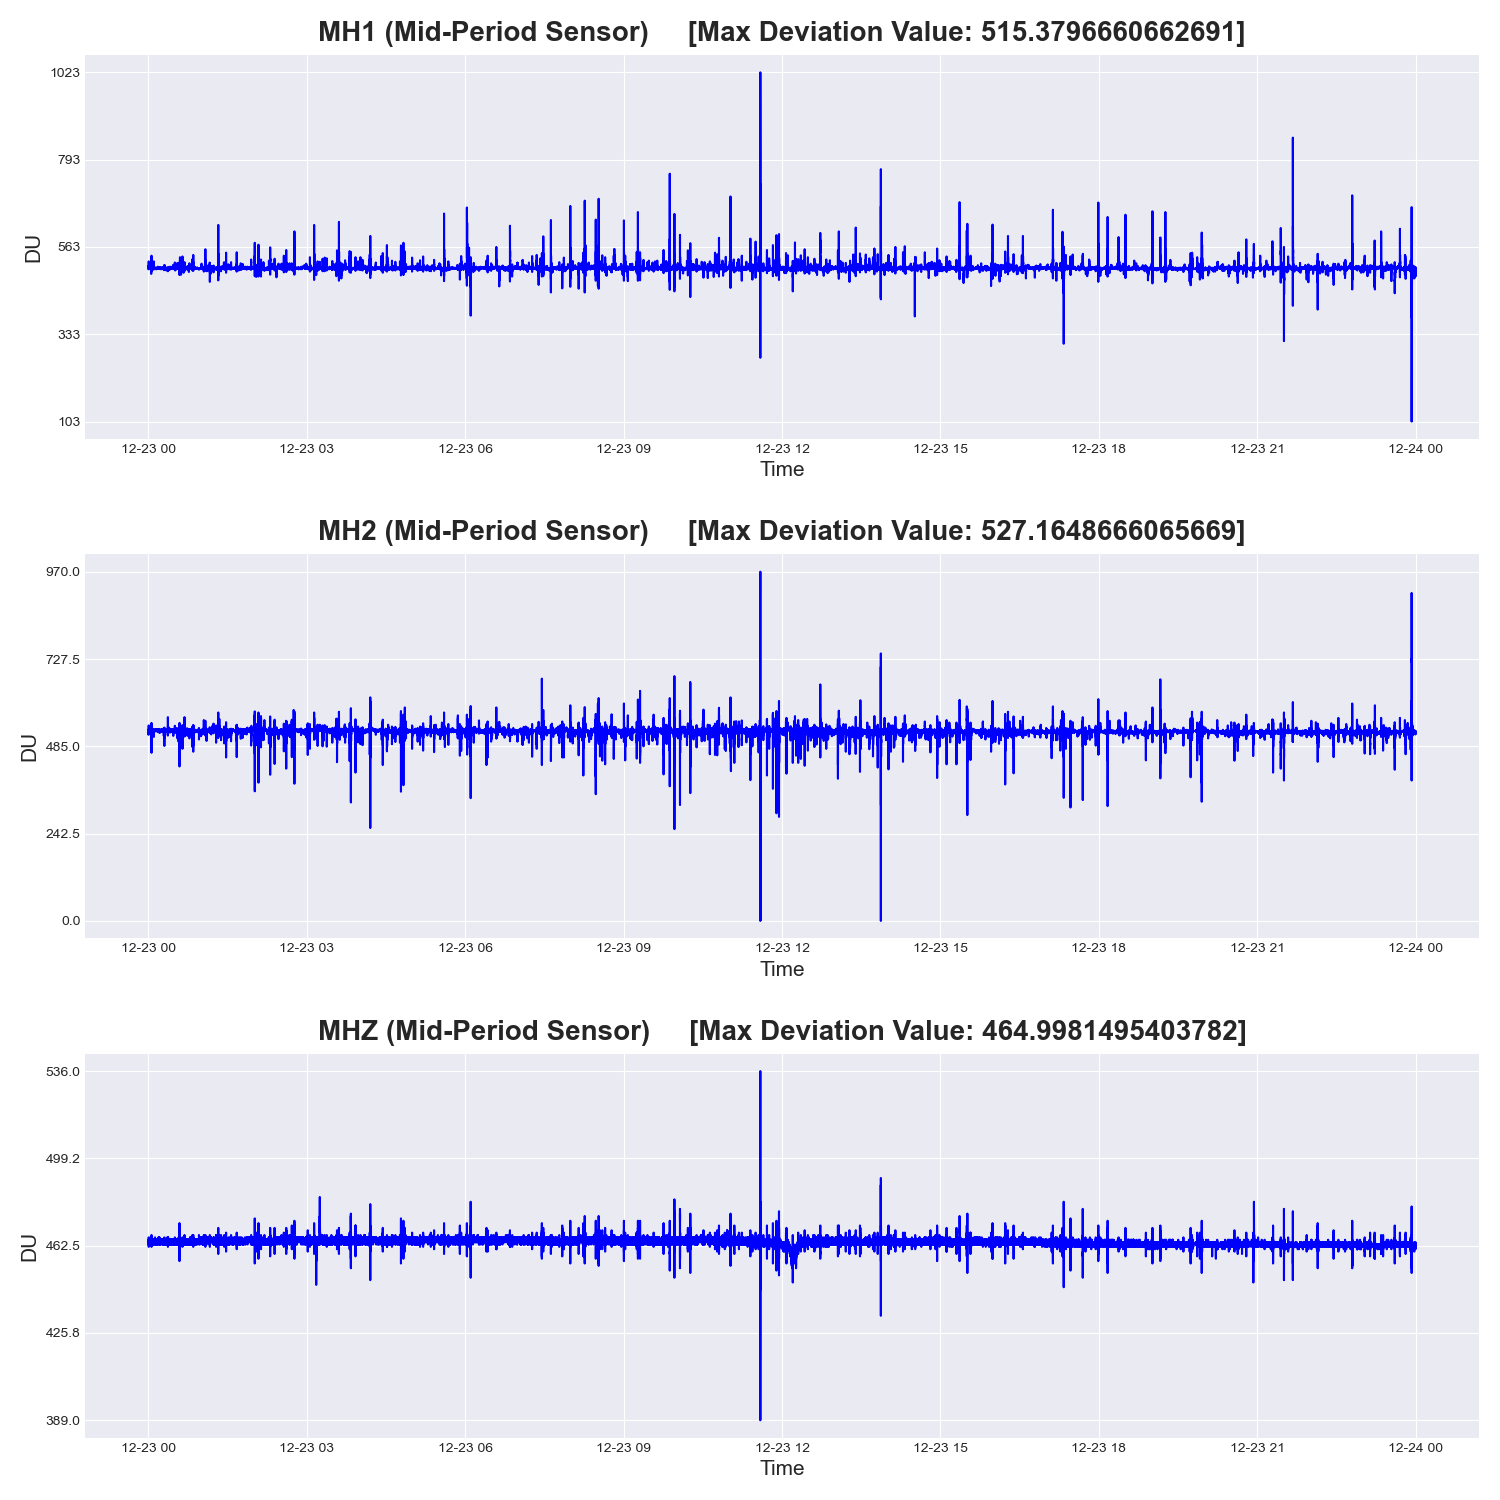 MH1 (Mid-Period Sensor) [Max Deviation Value: 515.3796660662691]
1023
793
563
333
103
DU
12-23 00 12-23 03 12-23 06 12-23 09 12-23 12 12-23 15 12-23 18 12-23 21 12-24 00
Time
MH2 (Mid-Period Sensor) [Max Deviation Value: 527.1648666065669]
970.0
727.5
485.0
242.5
0.0
DU
12-23 00 12-23 03 12-23 06 12-23 09 12-23 12 12-23 15 12-23 18 12-23 21 12-24 00
Time
MHZ (Mid-Period Sensor) [Max Deviation Value: 464.9981495403782]
536.0
499.2
462.5
425.8
389.0
DU
12-23 00 12-23 03 12-23 06 12-23 09 12-23 12 12-23 15 12-23 18 12-23 21 12-24 00
Time